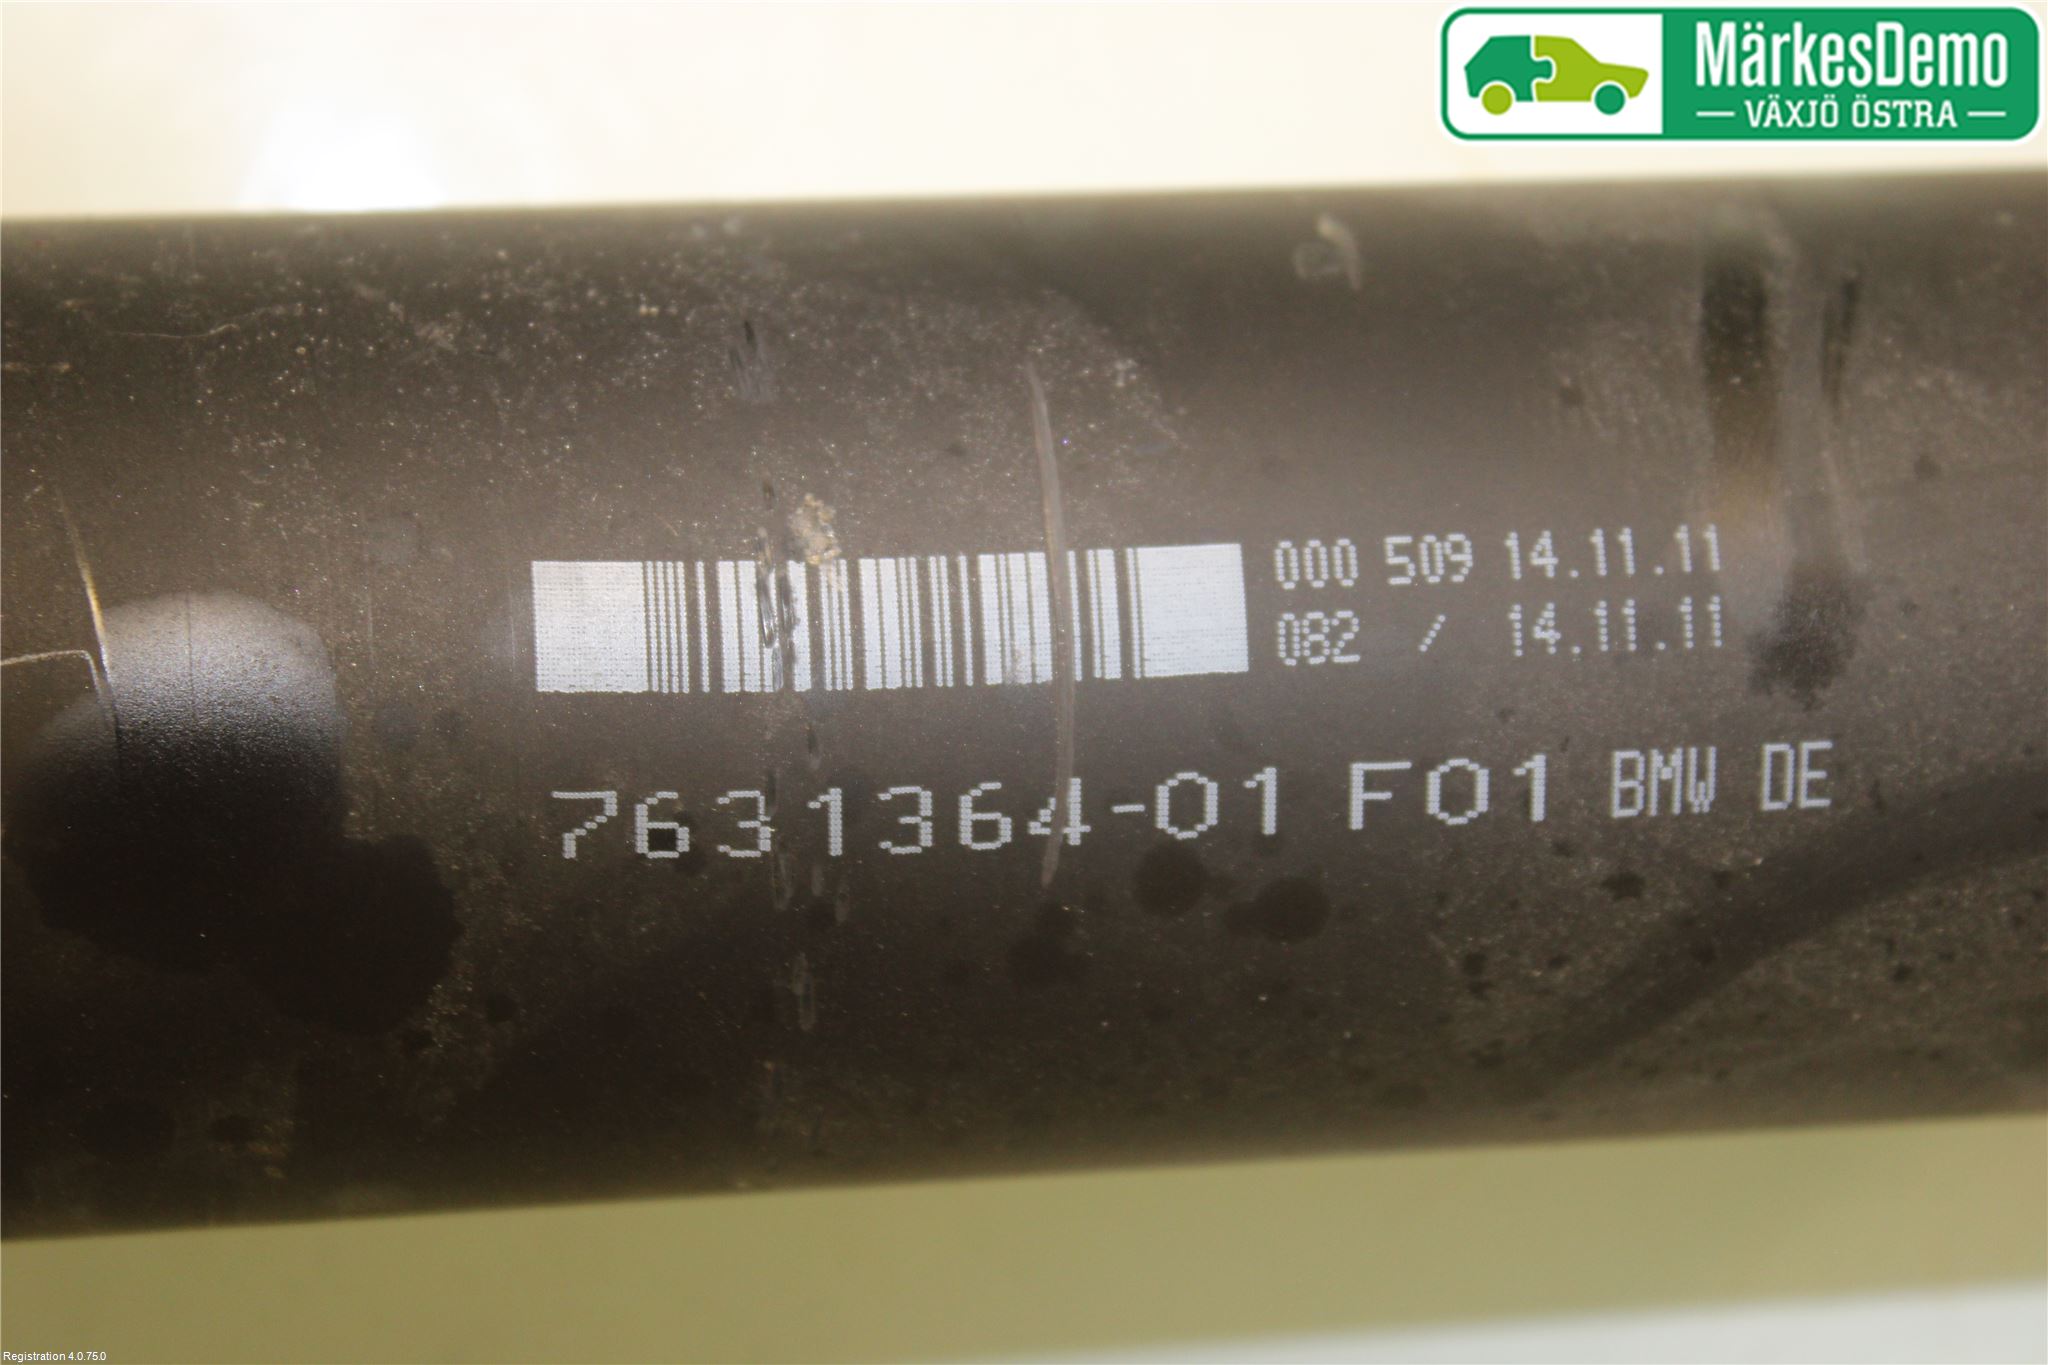 MärkesDemo
— VÄXJÖ ÖSTRA —
000 509 14.11.11
082 / 14.11.11
7631364-01 F01 BMW DE
Registration 4.0.75.0